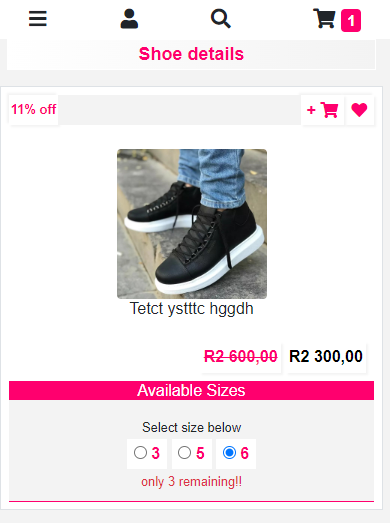 1
Shoe details
11% off
+
Tetct ystttc hggdh
R2 600,00 R2 300,00
Available Sizes
Select size below
3 5 6
only 3 remaining!!